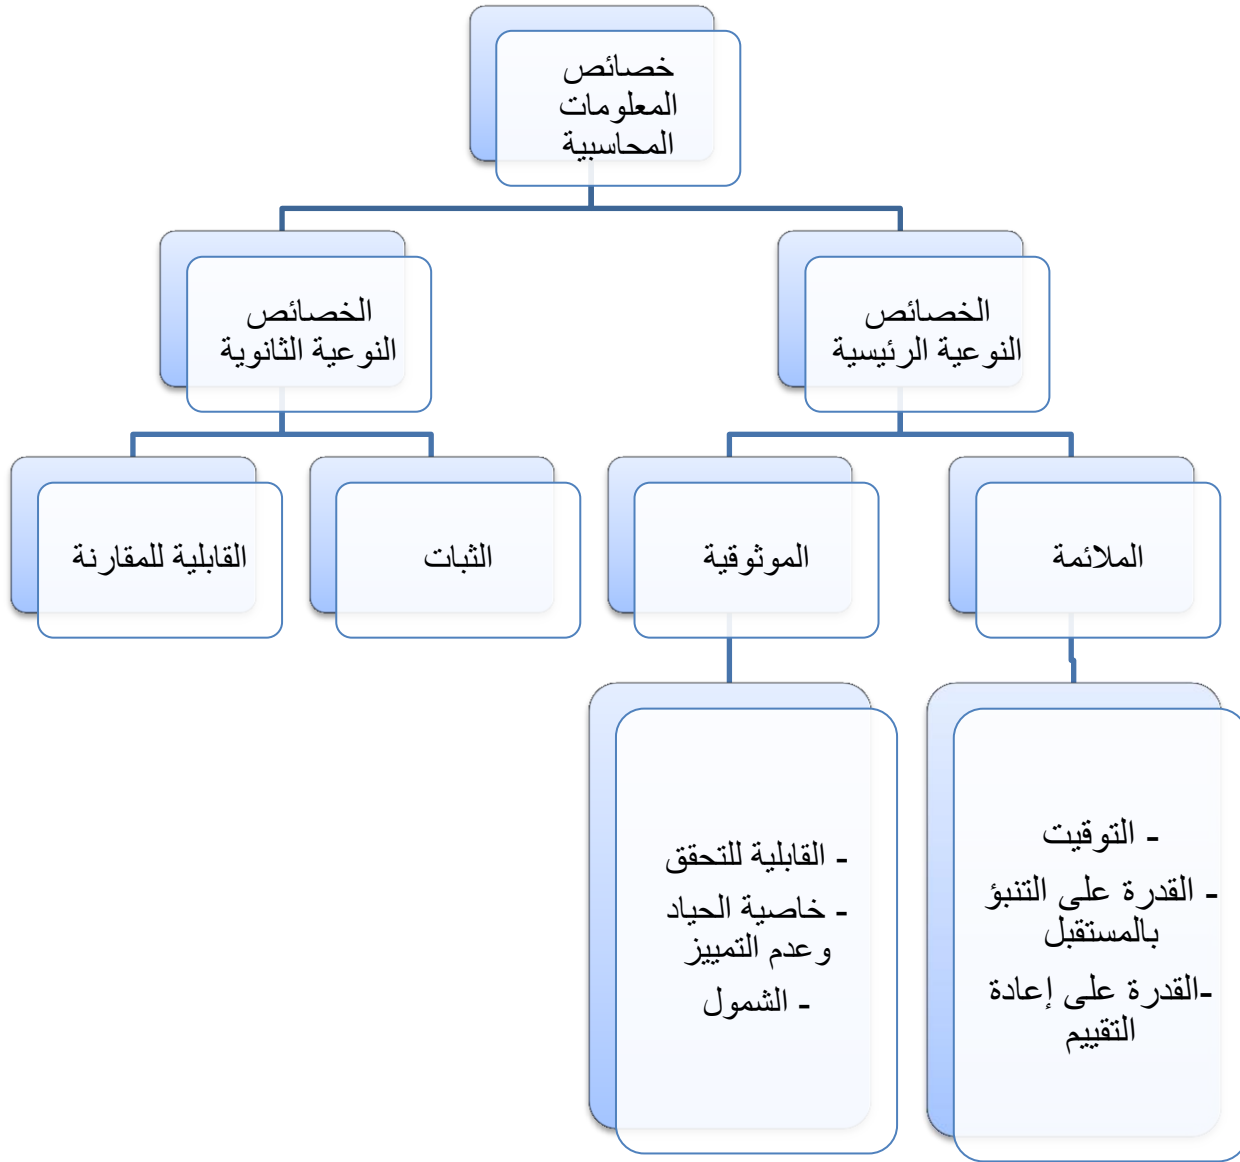 خصائص
المعلومات
المحاسبية
الخصائص
النوعية الرئيسية
الخصائص
النوعية الثانوية
الملائمة
الموثوقية
الثبات
القابلية للمقارنة
- التوقيت
- القدرة على التنبؤ
بالمستقبل
-القدرة على إعادة
التقييم
- القابلية للتحقق
- خاصية الحياد
وعدم التمييز
- الشمول